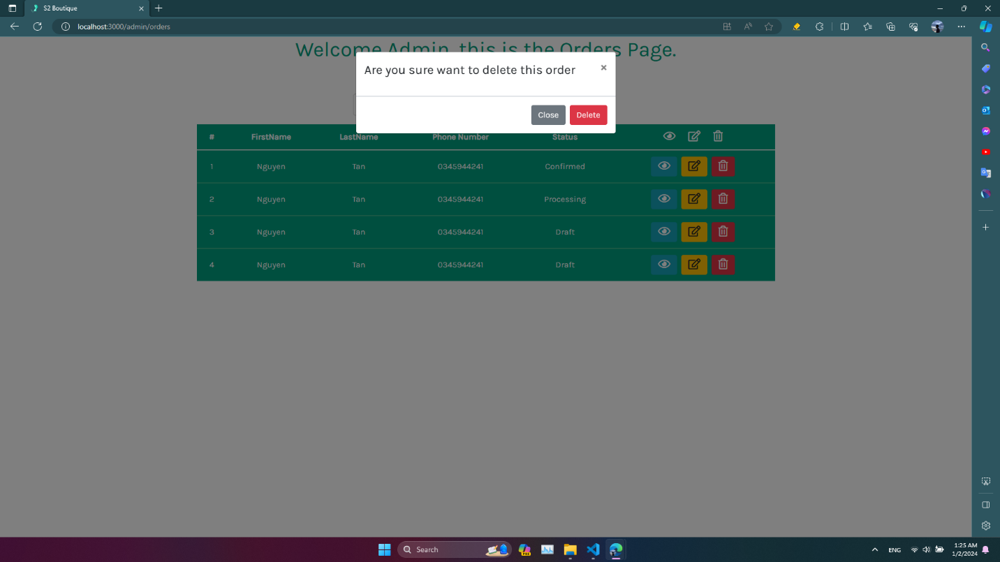 S2 Boutique
localhost:3000/admin/orders
Welcome Admin, this is the Orders Page.
Are you sure want to delete this order ×
Close Delete
# FirstName LastName Phone Number Status
1 Nguyen Tan 0345944241 Confirmed
2 Nguyen Tan 0345944241 Processing
3 Nguyen Tan 0345944241 Draft
4 Nguyen Tan 0345944241 Draft
Search
ENG
1:25 AM
1/2/2024